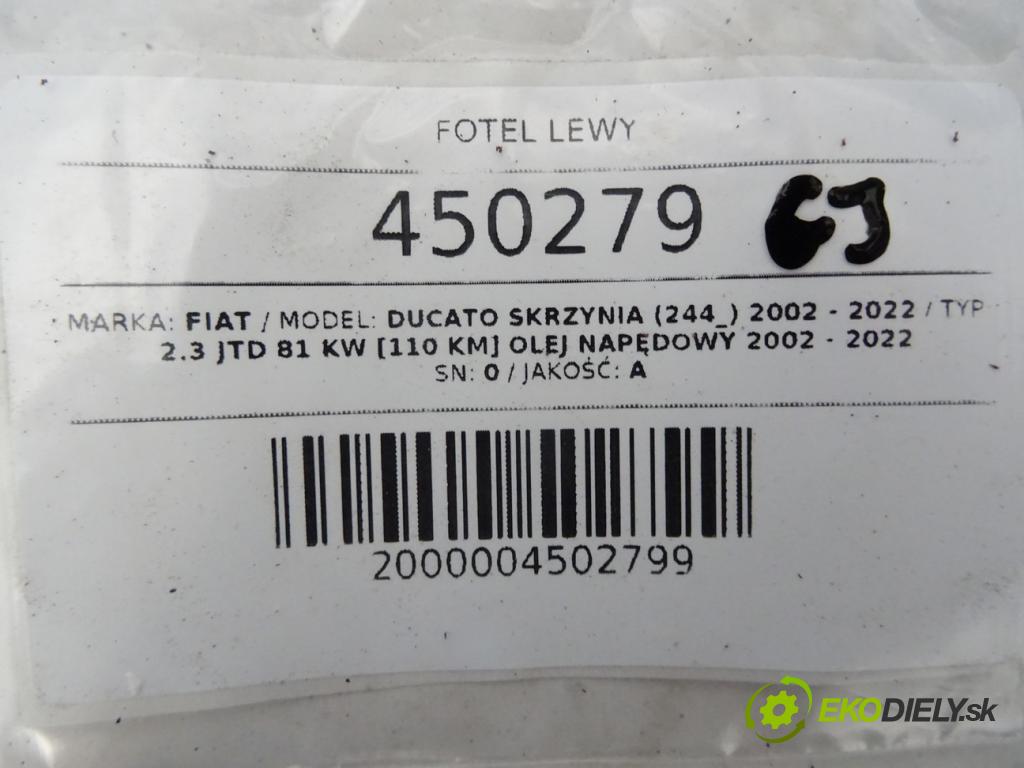 FOTEL LEWY
450279 GJ
MARKA: FIAT / MODEL: DUCATO SKRZYNIA (244_) 2002 - 2022 / TYP
2.3 JTD 81 KW [110 KM] OLEJ NAPĘDOWY 2002 - 2022
SN: 0 / JAKOŚĆ: A
2000004502799
EKODIELY.sk